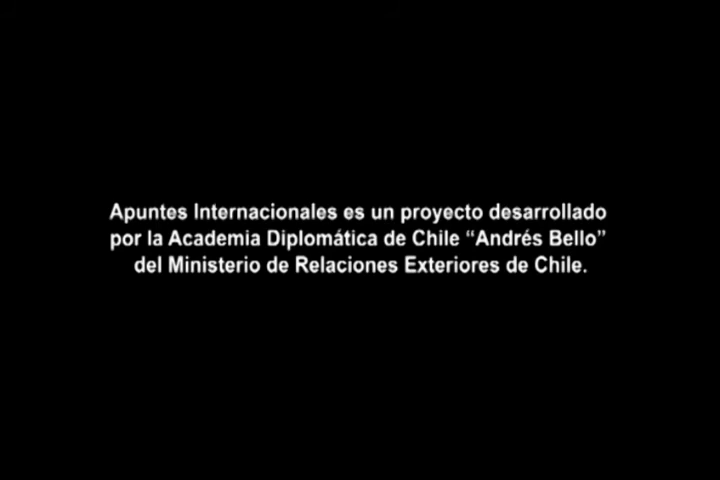 Apuntes Internacionales es un proyecto desarrollado
por la Academia Diplomática de Chile “Andrés Bello”
del Ministerio de Relaciones Exteriores de Chile.